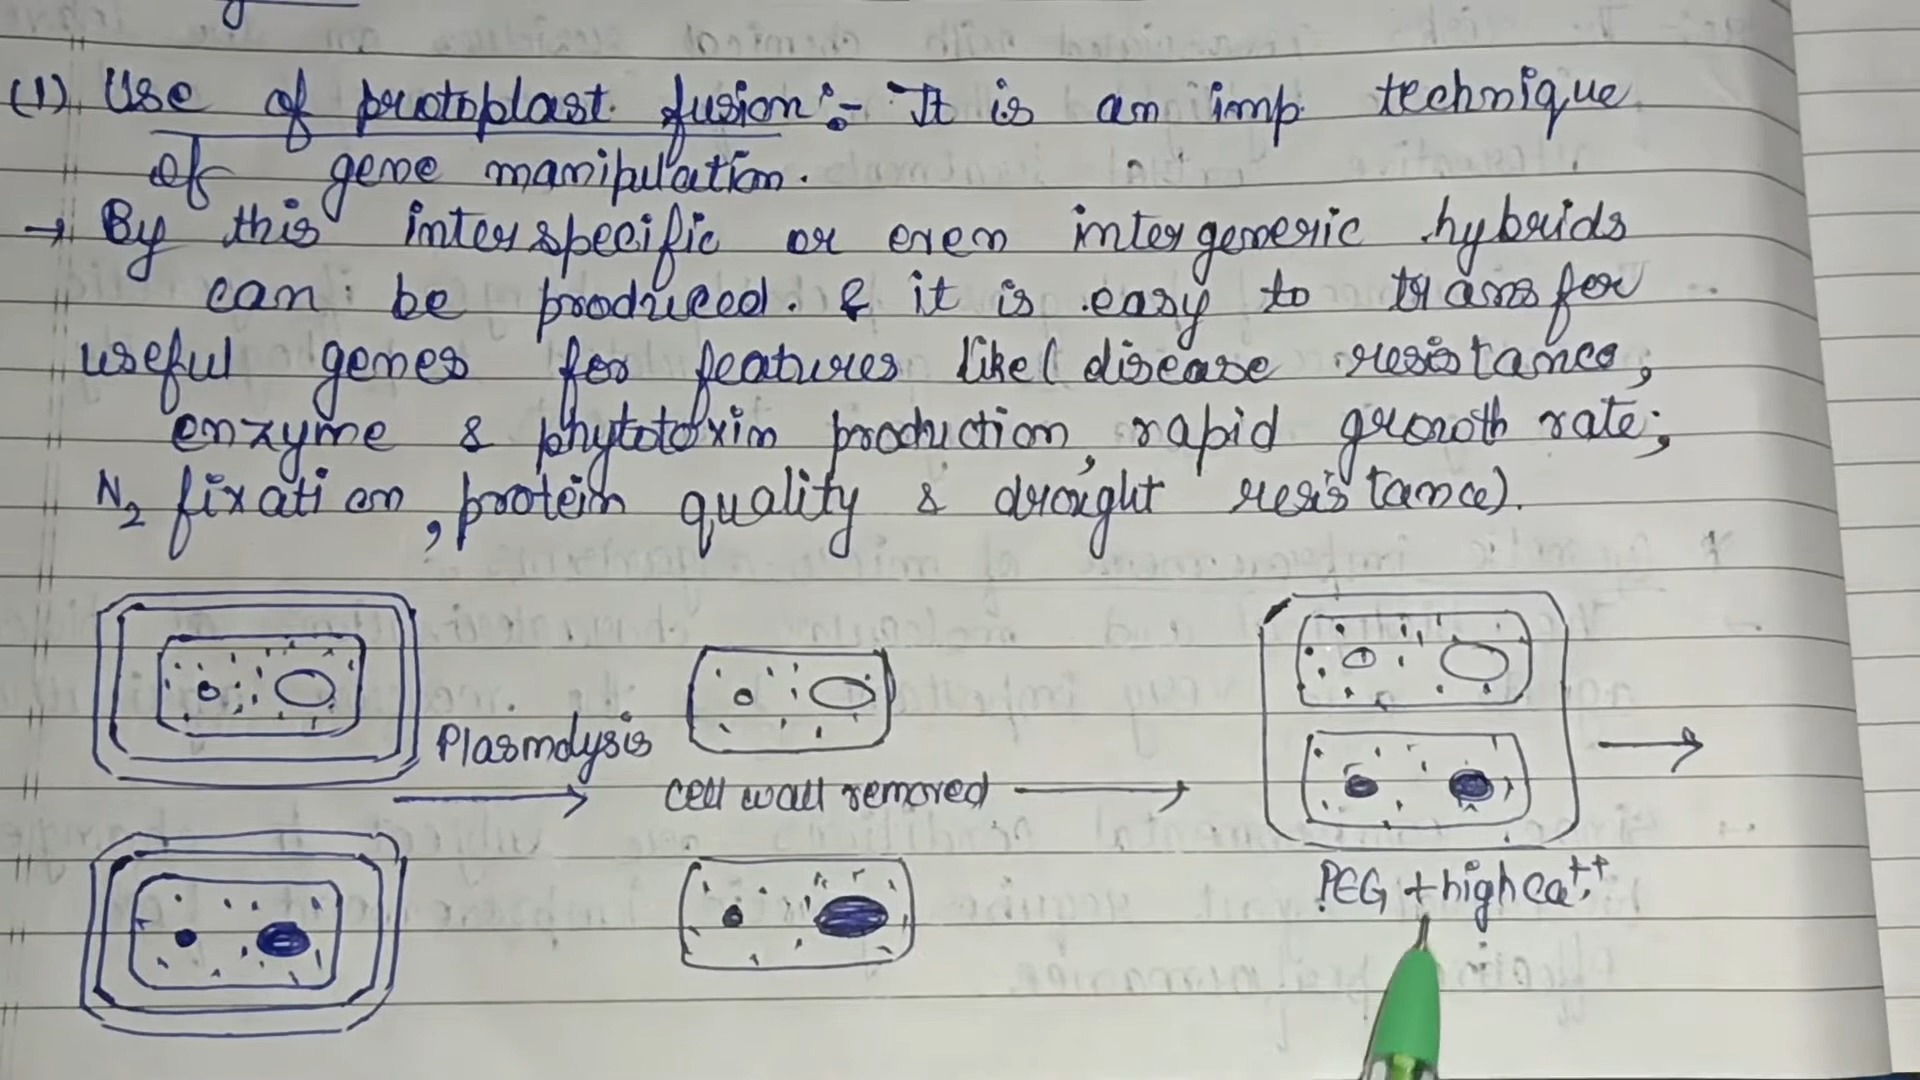 (1) Use of protoplast fusion :- It is an imp. technique
of gene manipulation.
→ By this interspecific or even intergeneric hybrids
can be produced. & it is easy to transfer
useful genes for features like (disease resistance,
enzyme & phytotoxin production, rapid growth rate,
N2 fixation, protein quality & drought resistance).
Plasmolysis
cell wall removed
PEG + high Ca++